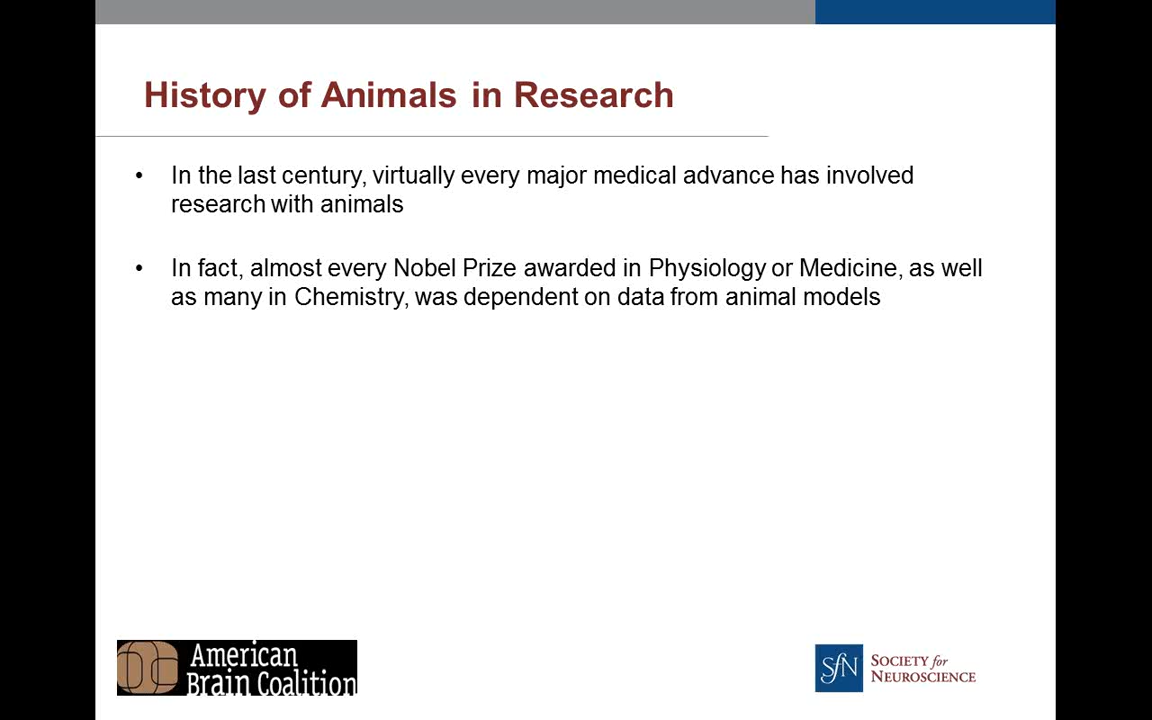 History of Animals in Research
• In the last century, virtually every major medical advance has involved
research with animals
• In fact, almost every Nobel Prize awarded in Physiology or Medicine, as well
as many in Chemistry, was dependent on data from animal models
American
Brain Coalition
SfN
SOCIETY for
NEUROSCIENCE